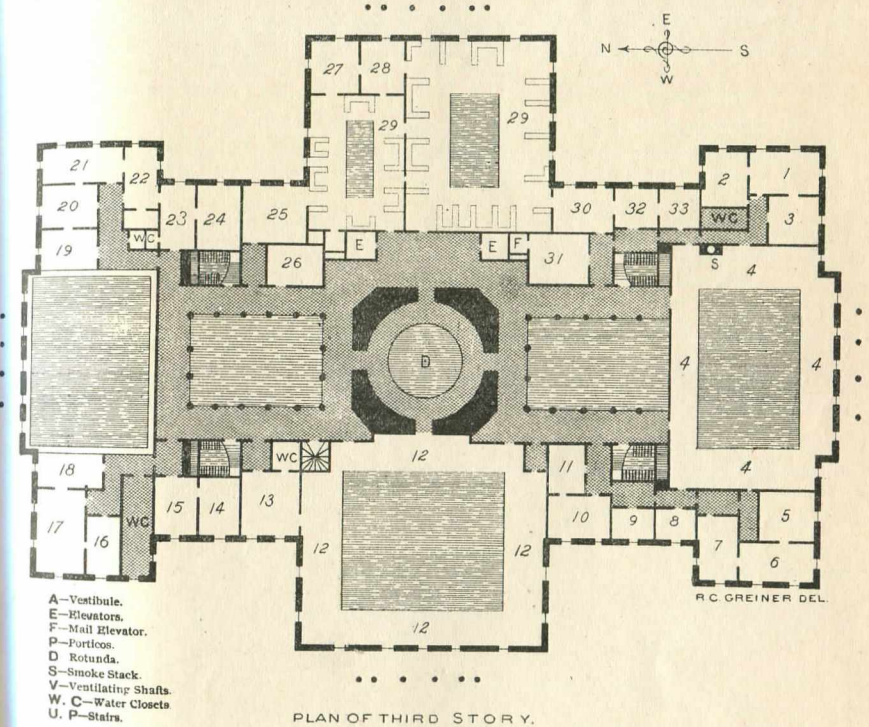 E
N S
W
27 28
29 29
21 22
2 1
20 23 24 25 30 32 33
WC 3
19 WC 26 E E F 31
S
4
D
4 4
18 WC 12 11 4
17 16 WC 15 14 13 10 9 8 5
7 6
12 12
12
R.C. GREINER DEL.
A—Vestibule.
E—Elevators.
F—Mail Elevator.
P—Porticos.
D Rotunda.
S—Smoke Stack.
V—Ventilating Shafts.
W. C—Water Closets
U. P—Stairs.
PLAN OF THIRD STORY.